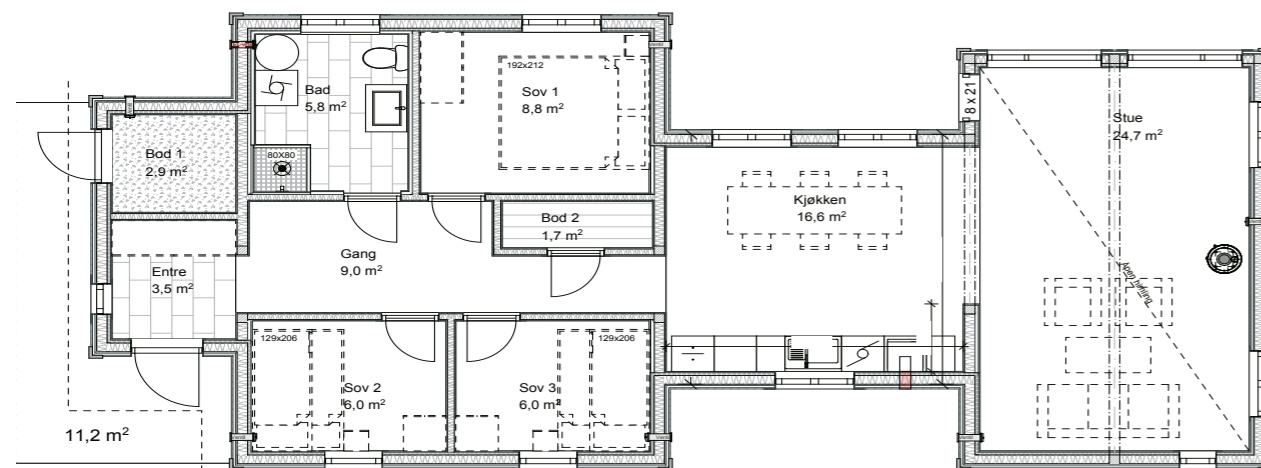 192x212
Bad
5,8 m²
Sov 1
8,8 m²
8 x 21
Stue
24,7 m²
Bod 1
2,9 m²
80X80
Kjøkken
16,6 m²
Bod 2
1,7 m²
Gang
9,0 m²
Entre
3,5 m²
Åpen himling
129x206
129x206
Sov 2
6,0 m²
Sov 3
6,0 m²
11,2 m²